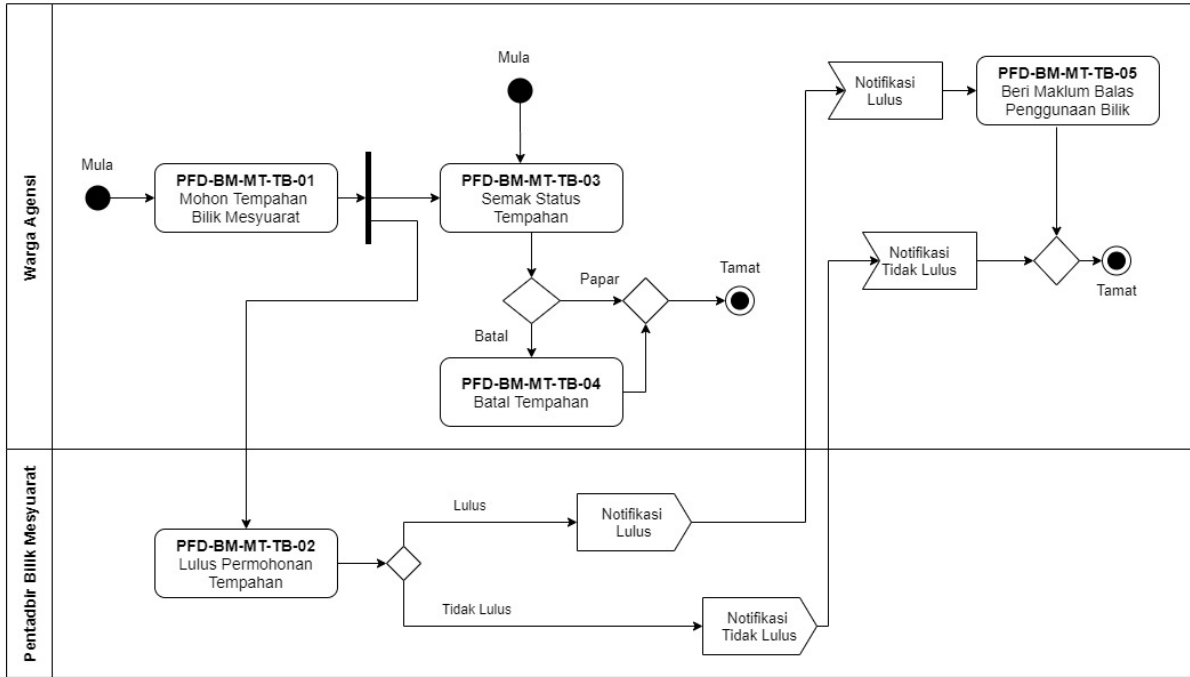 Warga Agensi
Mula
PFD-BM-MT-TB-01
Mohon Tempahan
Bilik Mesyuarat
Mula
PFD-BM-MT-TB-03
Semak Status
Tempahan
Papar
Batal
Tamat
PFD-BM-MT-TB-04
Batal Tempahan
Notifikasi
Lulus
PFD-BM-MT-TB-05
Beri Maklum Balas
Penggunaan Bilik
Notifikasi
Tidak Lulus
Tamat
Pentadbir Bilik Mesyuarat
PFD-BM-MT-TB-02
Lulus Permohonan
Tempahan
Lulus
Notifikasi
Lulus
Tidak Lulus
Notifikasi
Tidak Lulus